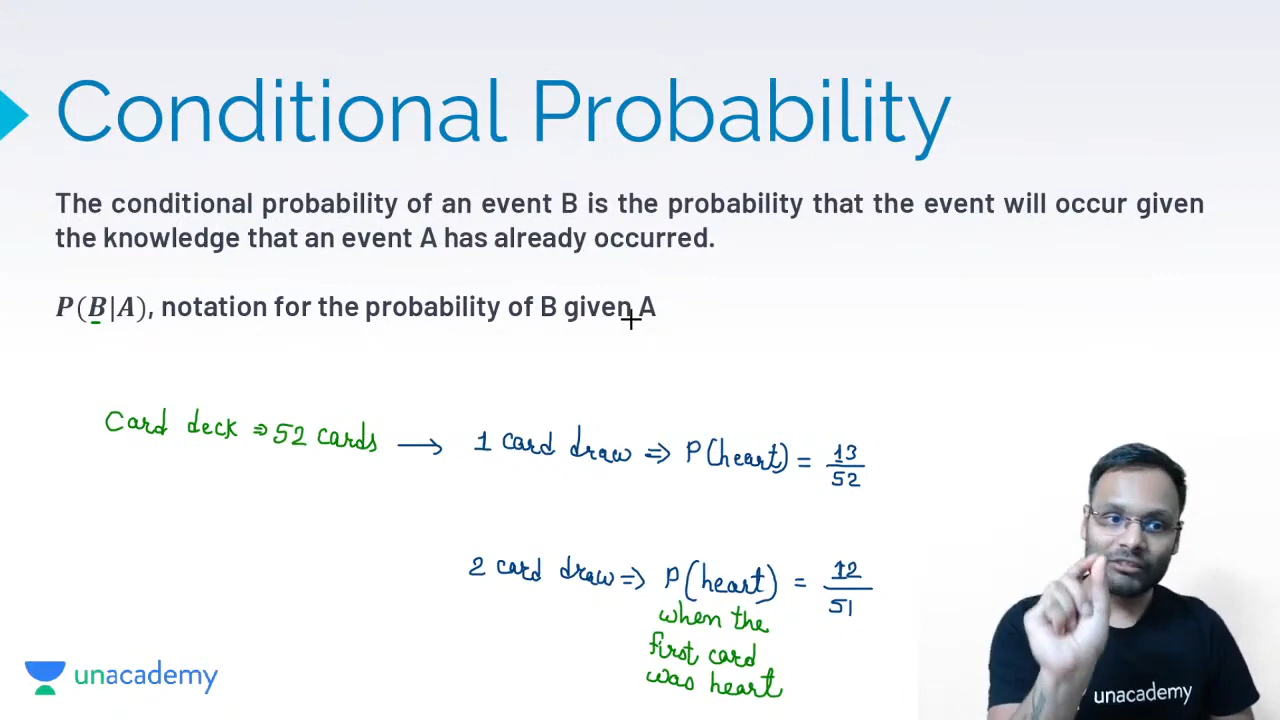 Conditional Probability
The conditional probability of an event B is the probability that the event will occur given
the knowledge that an event A has already occurred.
P(B|A), notation for the probability of B given A
Card deck ⇒ 52 cards → 1 card draw ⇒ P(heart) = 13/52
2 card draw ⇒ P(heart) = 12/51
when the
first card
was heart
unacademy
unacademy